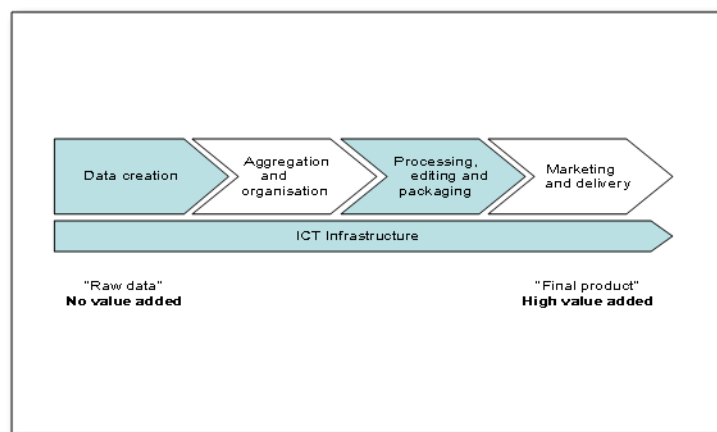 Data creation
Aggregation
and
organisation
Processing,
editing and
packaging
Marketing
and delivery
ICT Infrastructure
"Raw data"
No value added
"Final product"
High value added